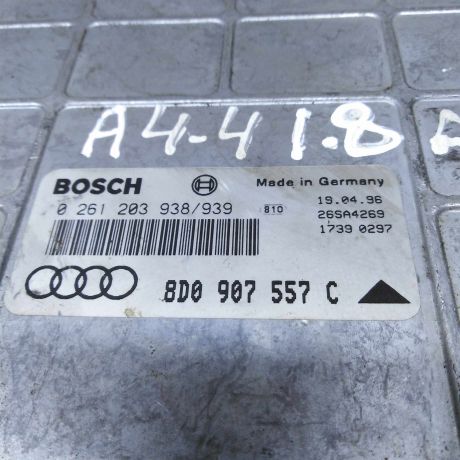 A4-4 1.8
BOSCH Made in Germany
0 261 203 938/939 810 19.04.96
26SA4269
1739 0297
8D0 907 557 C